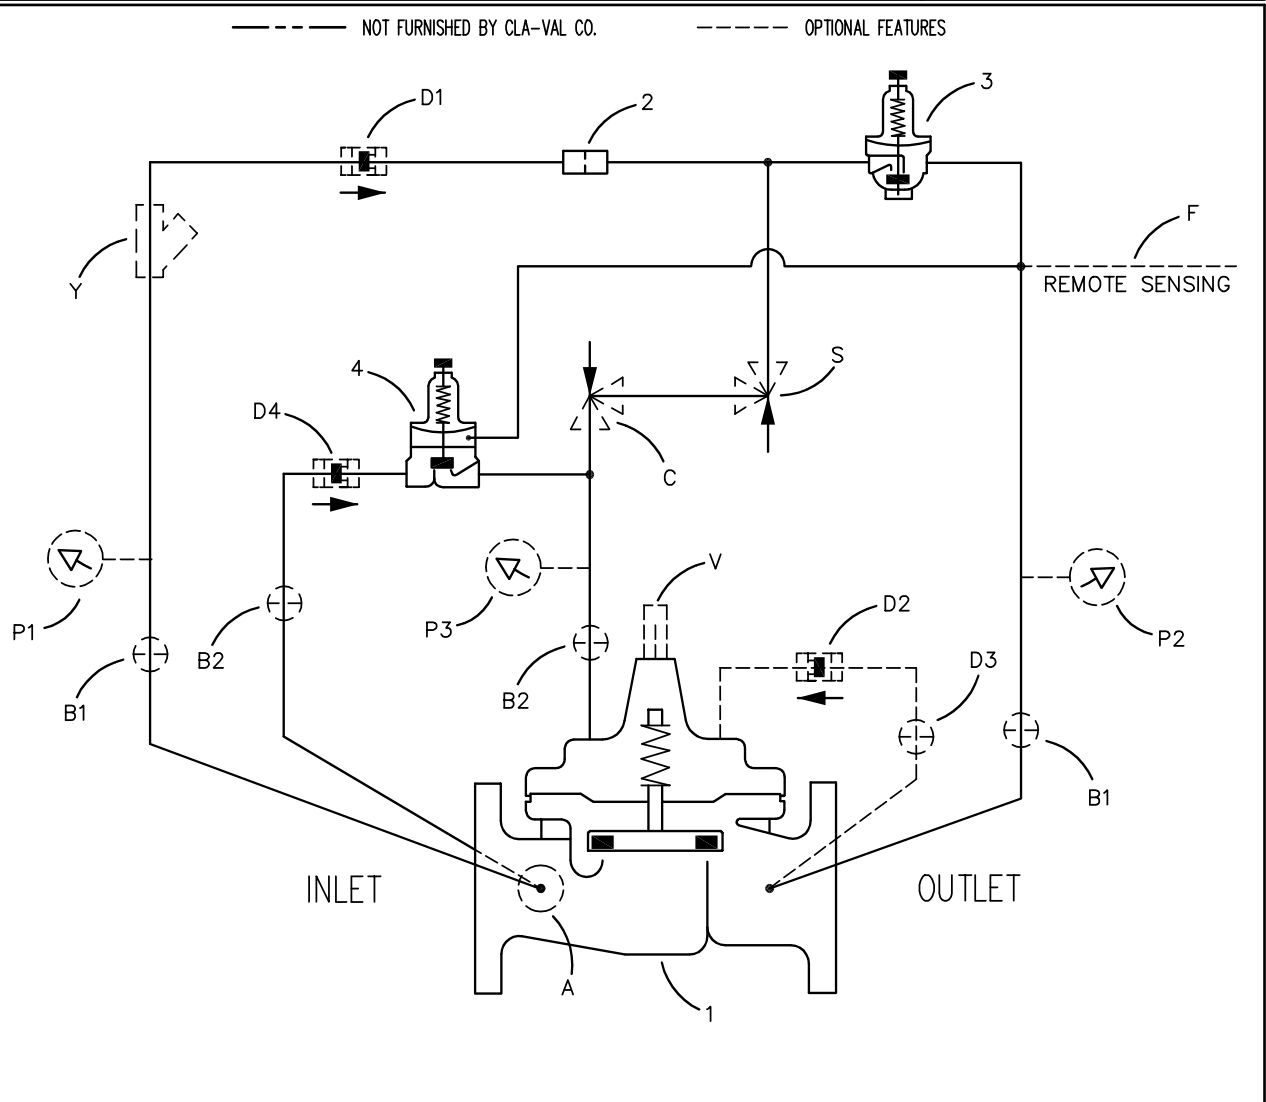 NOT FURNISHED BY CLA-VAL CO. OPTIONAL FEATURES
3
D1
2
F
REMOTE SENSING
Y
S
4
D4
C
V
D2
P1
P3
P2
B2
D3
B2
B1
B1
INLET
OUTLET
A
1